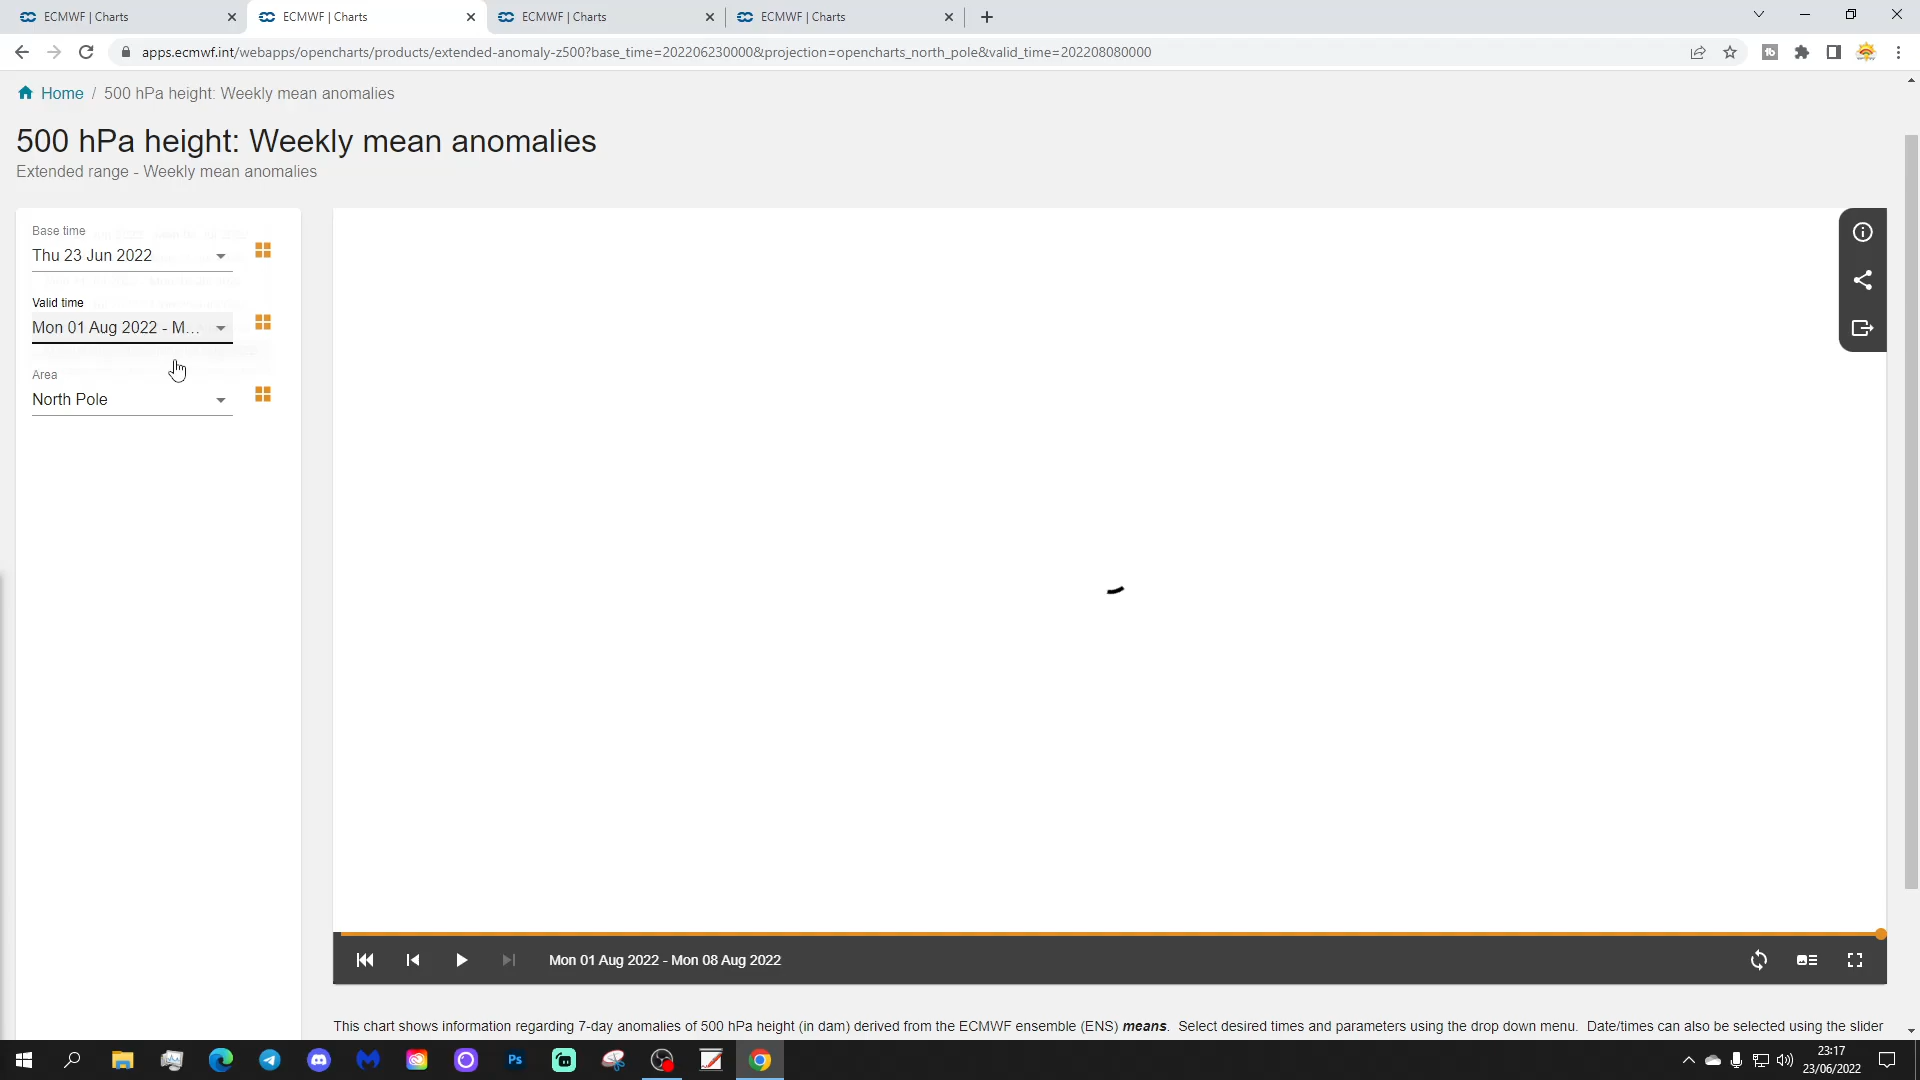 ECMWF | Charts
ECMWF | Charts
ECMWF | Charts
ECMWF | Charts
apps.ecmwf.int/webapps/opencharts/products/extended-anomaly-z500?base_time=202206230000&projection=opencharts_north_pole&valid_time=202208080000
Home / 500 hPa height: Weekly mean anomalies
500 hPa height: Weekly mean anomalies
Extended range - Weekly mean anomalies
Base time
Thu 23 Jun 2022
Valid time
Mon 01 Aug 2022 - M...
Area
North Pole
Mon 01 Aug 2022 - Mon 08 Aug 2022
This chart shows information regarding 7-day anomalies of 500 hPa height (in dam) derived from the ECMWF ensemble (ENS) means. Select desired times and parameters using the drop down menu. Date/times can also be selected using the slider
Ps
23:17
23/06/2022